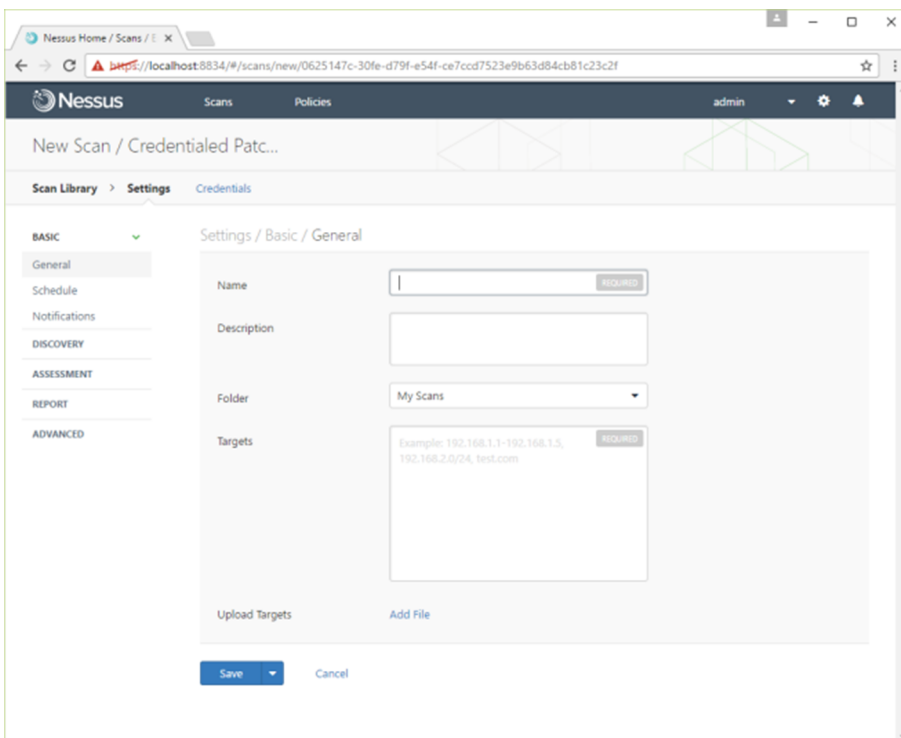 Nessus Home / Scans / E
https://localhost:8834/#/scans/new/0625147c-30fe-d79f-e54f-ce7ccd7523e9b63d84cb81c23c2f
Nessus Scans Policies admin
New Scan / Credentialed Patc...
Scan Library > Settings Credentials
BASIC
General
Schedule
Notifications
DISCOVERY
ASSESSMENT
REPORT
ADVANCED
Settings / Basic / General
Name REQUIRED
Description
Folder My Scans
Targets Example: 192.168.1.1-192.168.1.5, REQUIRED
192.168.2.0/24, test.com
Upload Targets Add File
Save Cancel